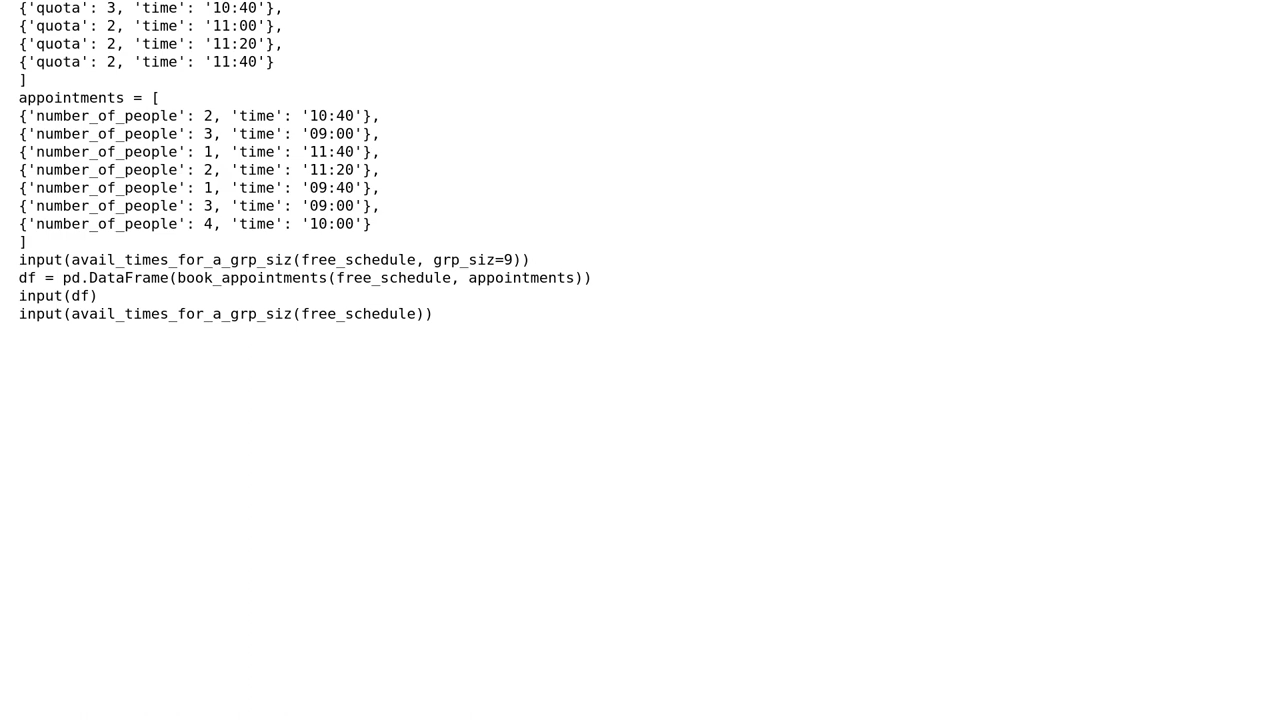 {'quota': 3, 'time': '10:40'},
{'quota': 2, 'time': '11:00'},
{'quota': 2, 'time': '11:20'},
{'quota': 2, 'time': '11:40'}
]
appointments = [
{'number_of_people': 2, 'time': '10:40'},
{'number_of_people': 3, 'time': '09:00'},
{'number_of_people': 1, 'time': '11:40'},
{'number_of_people': 2, 'time': '11:20'},
{'number_of_people': 1, 'time': '09:40'},
{'number_of_people': 3, 'time': '09:00'},
{'number_of_people': 4, 'time': '10:00'}
]
input(avail_times_for_a_grp_siz(free_schedule, grp_siz=9))
df = pd.DataFrame(book_appointments(free_schedule, appointments))
input(df)
input(avail_times_for_a_grp_siz(free_schedule))